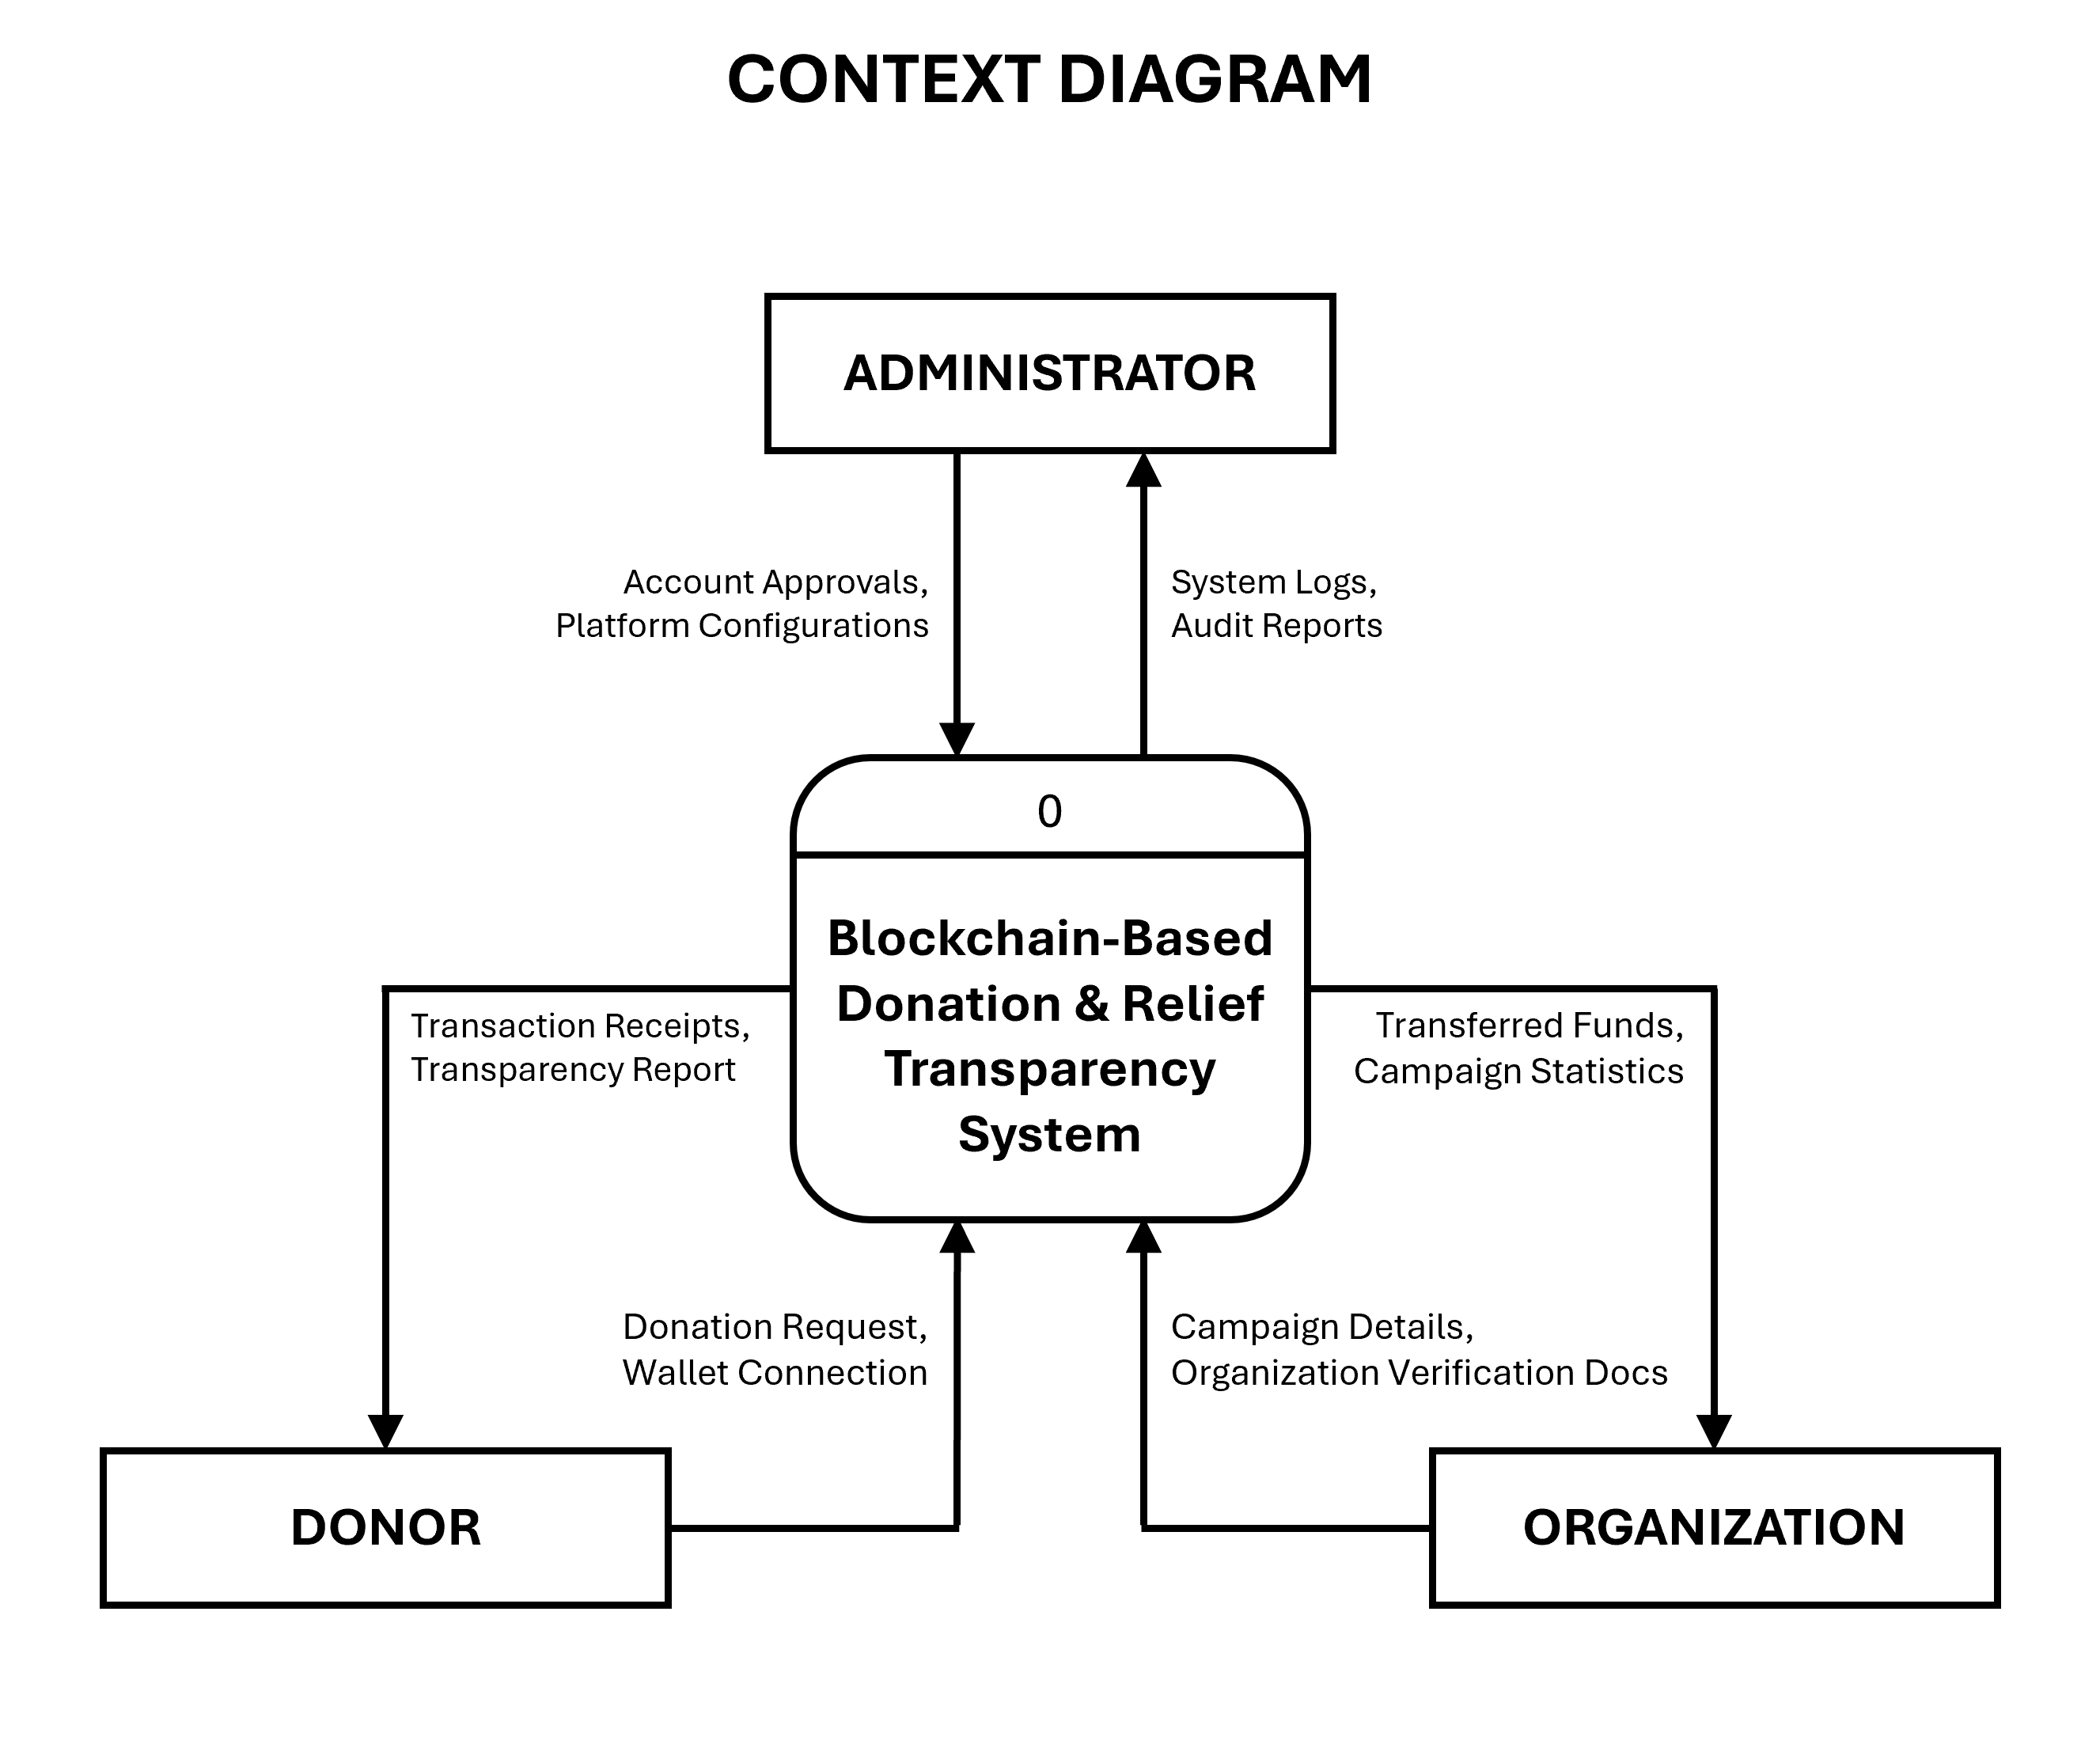 CONTEXT DIAGRAM
ADMINISTRATOR
Account Approvals,
Platform Configurations
System Logs,
Audit Reports
0
Blockchain-Based
Donation & Relief
Transparency
System
Transaction Receipts,
Transparency Report
Transferred Funds,
Campaign Statistics
Donation Request,
Wallet Connection
Campaign Details,
Organization Verification Docs
DONOR
ORGANIZATION